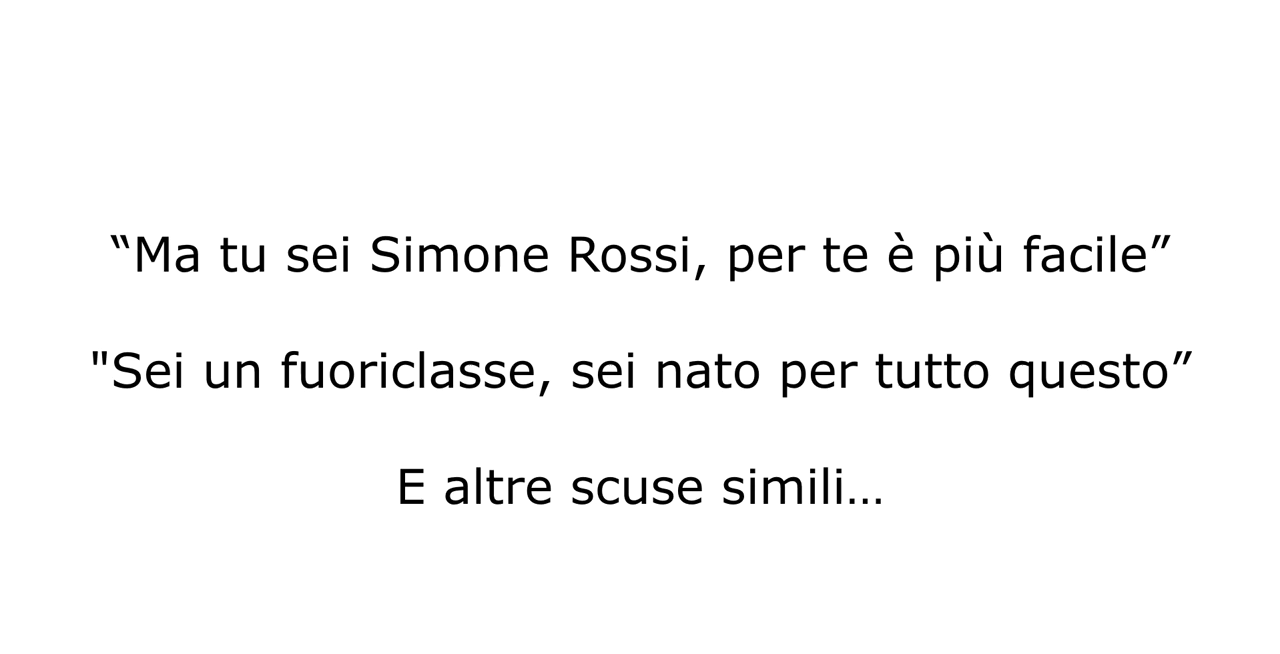 “Ma tu sei Simone Rossi, per te è più facile”
"Sei un fuoriclasse, sei nato per tutto questo”
E altre scuse simili…